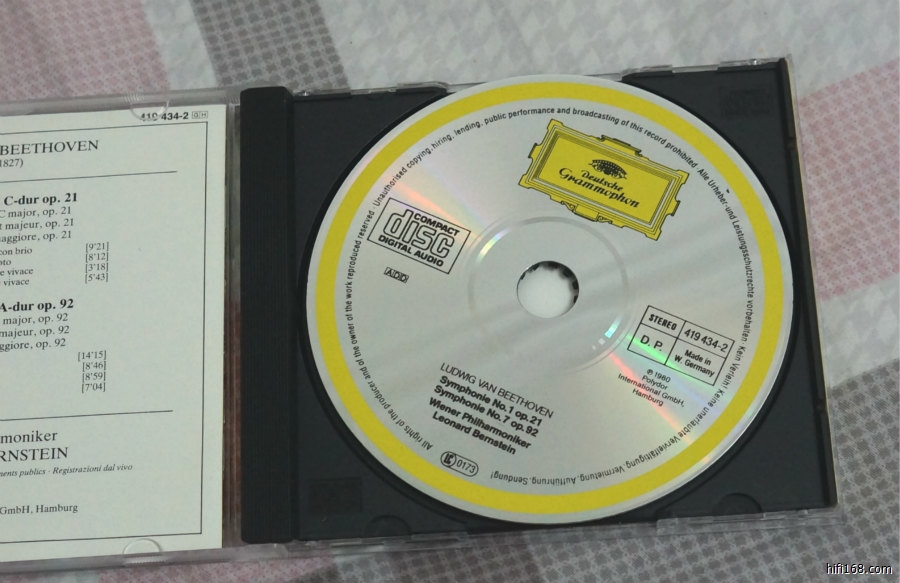 419 434-2 GH
BEETHOVEN
1827)
C-dur op. 21
C major, op. 21
t majeur, op. 21
aggiore, op. 21
con brio [9'21]
oto [8'12]
e vivace [3'18]
vivace [5'43]
A-dur op. 92
major, op. 92
majeur, op. 92
ggiore, op. 92
[14'15]
[8'46]
[8'59]
[7'04]
moniker
RNSTEIN
ments publics · Registrazioni dal vivo
GmbH, Hamburg
All rights of the producer and of the owner of the work reproduced reserved. Unauthorised copying, hiring, lending, public performance and broadcasting of this record prohibited. Alle Urheber- und Leistungsschutzrechte vorbehalten. Kein Verleih! Keine unerlaubte Vervielfältigung, Vermietung, Aufführung, Sendung!
Deutsche
Grammophon
COMPACT
disc
DIGITAL AUDIO
ADD
STEREO 419 434-2
D.P. Made in
W. Germany
℗ 1980
Polydor
International GmbH,
Hamburg
LUDWIG VAN BEETHOVEN
Symphonie No. 1 op. 21
Symphonie No. 7 op. 92
Wiener Philharmoniker
Leonard Bernstein
LC 0173
hifi168.com